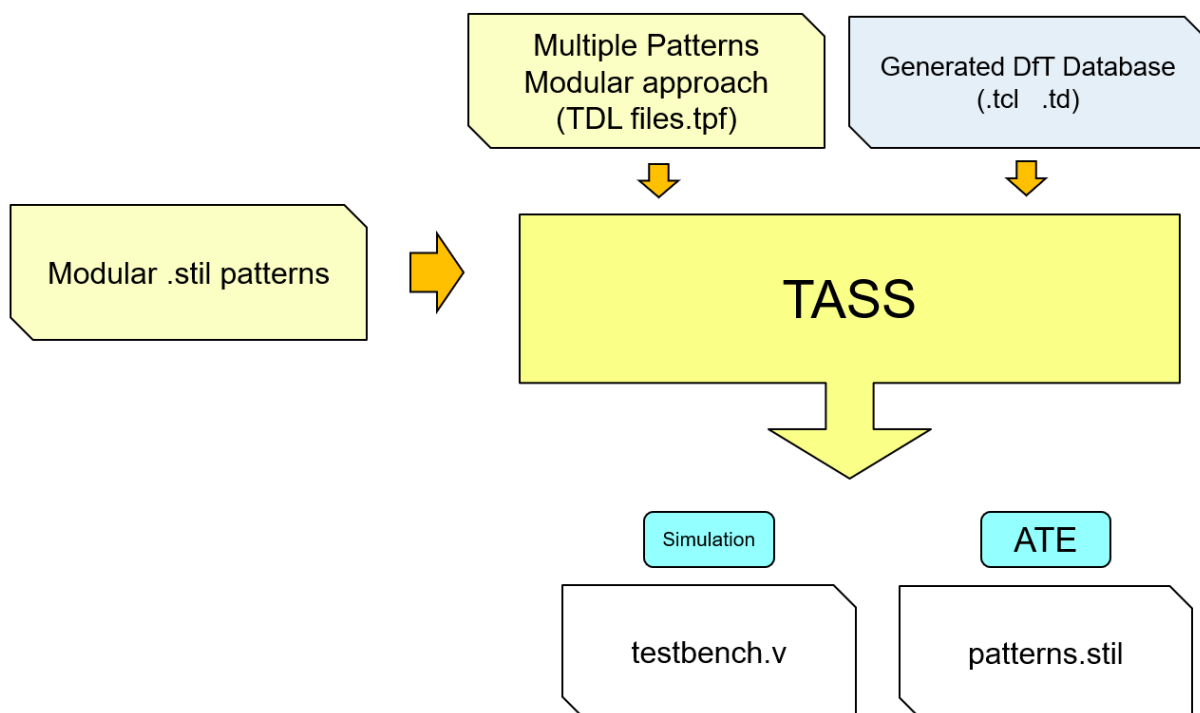 Multiple Patterns
Modular approach
(TDL files.tpf)
Generated DfT Database
(.tcl .td)
Modular .stil patterns
TASS
Simulation
ATE
testbench.v
patterns.stil